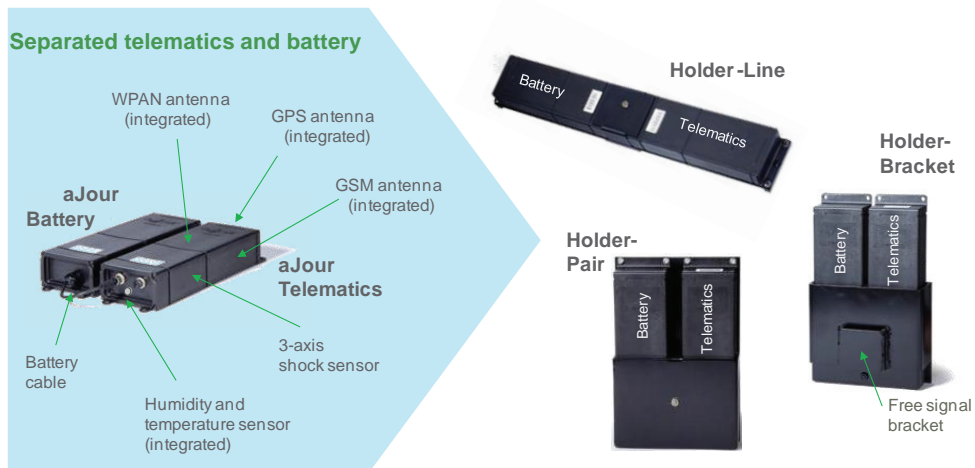 Separated telematics and battery
WPAN antenna
(integrated)
GPS antenna
(integrated)
GSM antenna
(integrated)
aJour
Battery
aJour
Telematics
3-axis
shock sensor
Battery
cable
Humidity and
temperature sensor
(integrated)
Holder -Line
Battery
Telematics
Holder-
Pair
Battery
Telematics
Holder-
Bracket
Battery
Telematics
Free signal
bracket